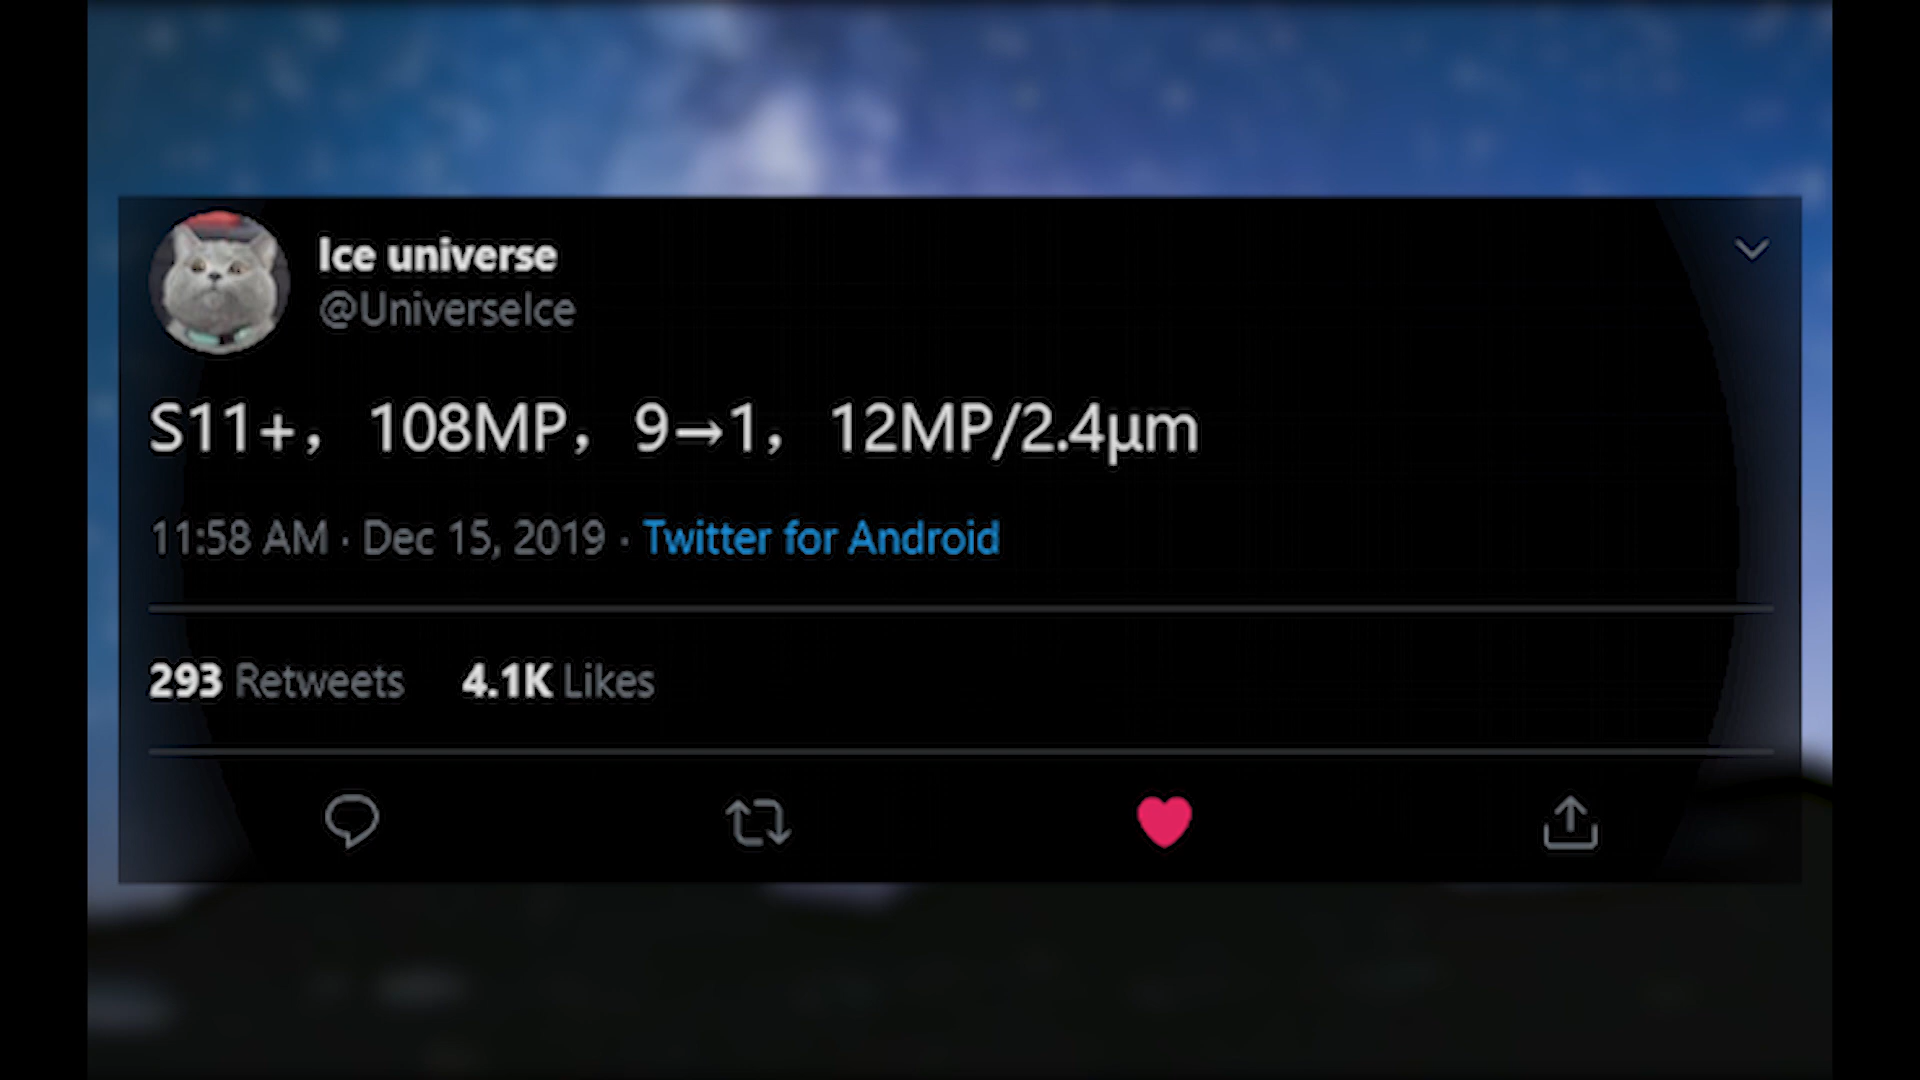 Ice universe
@UniverseIce
S11+， 108MP， 9→1， 12MP/2.4μm
11:58 AM · Dec 15, 2019 · Twitter for Android
293 Retweets 4.1K Likes